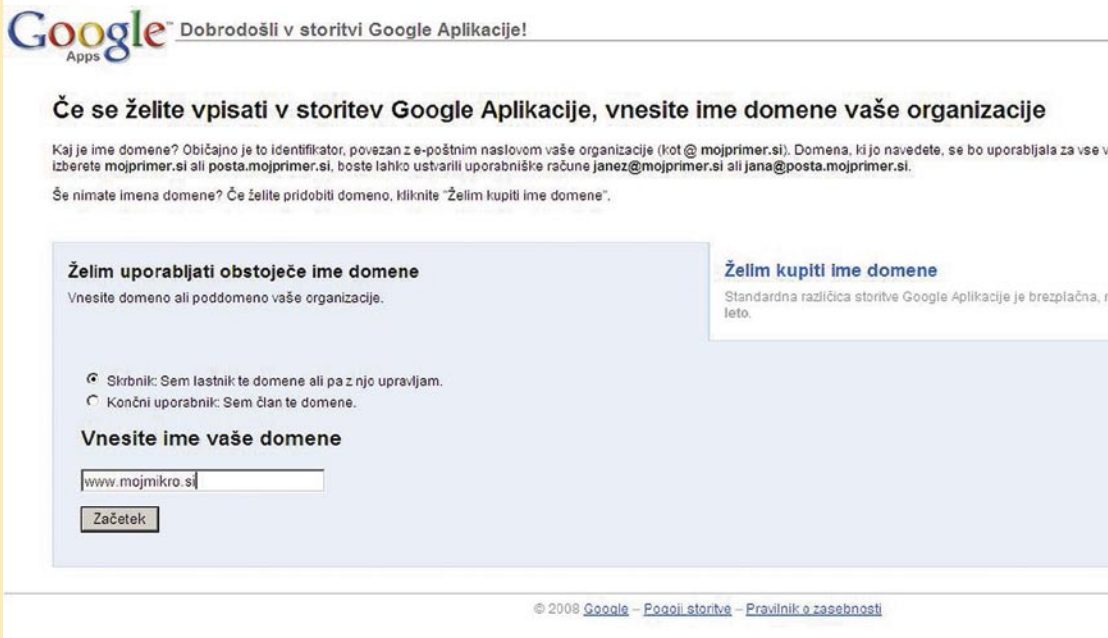 Google™ Apps
Dobrodošli v storitvi Google Aplikacije!
Če se želite vpisati v storitev Google Aplikacije, vnesite ime domene vaše organizacije
Kaj je ime domene? Običajno je to identifikator, povezan z e-poštnim naslovom vaše organizacije (kot @ mojprimer.si). Domena, ki jo navedete, se bo uporabljala za vse
izberete mojprimer.si ali posta.mojprimer.si, boste lahko ustvarili uporabniške račune janez@mojprimer.si ali jana@posta.mojprimer.si.
Še nimate imena domene? Če želite pridobiti domeno, kliknite "Želim kupiti ime domene".
Želim uporabljati obstoječe ime domene
Vnesite domeno ali poddomeno vaše organizacije.
Želim kupiti ime domene
Standardna različica storitve Google Aplikacije je brezplačna,
leto.
Skrbnik: Sem lastnik te domene ali pa z njo upravljam.
Končni uporabnik: Sem član te domene.
Vnesite ime vaše domene
www.mojmikro.si
Začetek
© 2008 Google – Pogoji storitve – Pravilnik o zasebnosti